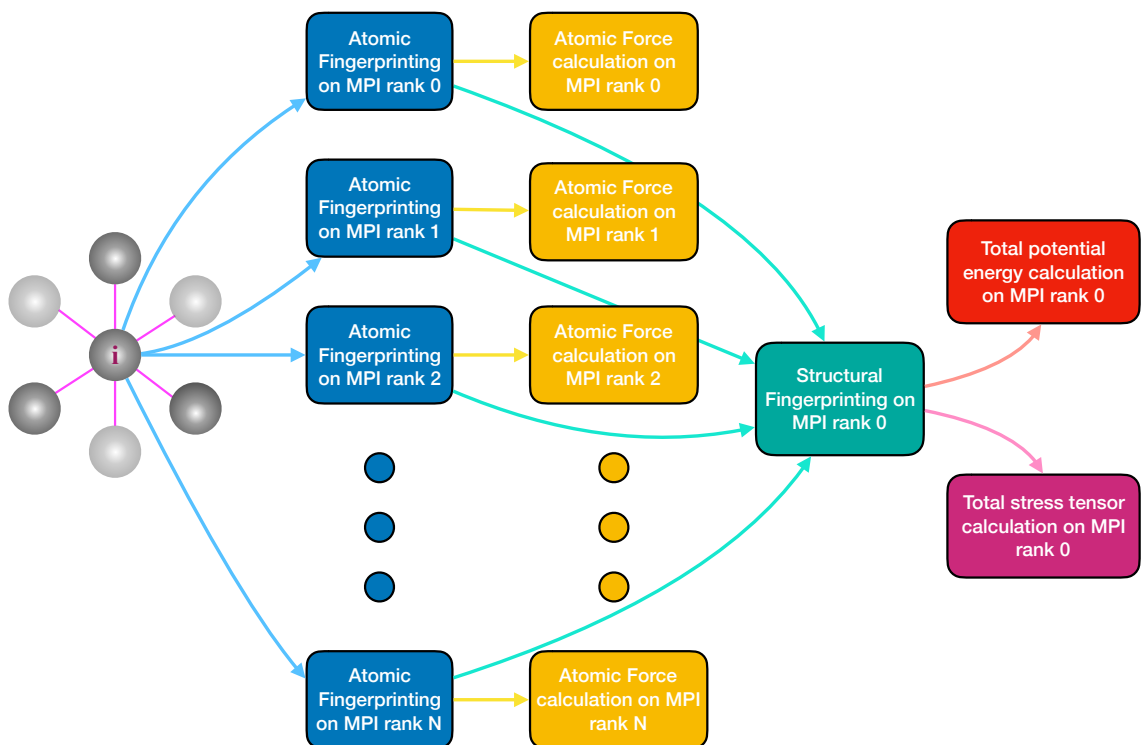 Atomic
Fingerprinting
on MPI rank 0
Atomic Force
calculation on
MPI rank 0
Atomic
Fingerprinting
on MPI rank 1
Atomic Force
calculation on
MPI rank 1
i
Atomic
Fingerprinting
on MPI rank 2
Atomic Force
calculation on
MPI rank 2
Structural
Fingerprinting on
MPI rank 0
Total potential
energy calculation
on MPI rank 0
Total stress tensor
calculation on MPI
rank 0
Atomic
Fingerprinting
on MPI rank N
Atomic Force
calculation on MPI
rank N